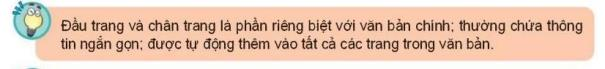 Đầu trang và chân trang là phần riêng biệt với văn bản chính; thường chứa thông
tin ngắn gọn; được tự động thêm vào tất cả các trang trong văn bản.